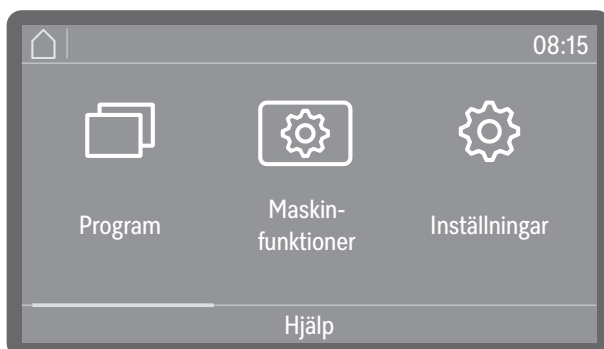 08:15
Program
Maskin-
funktioner
Inställningar
Hjälp